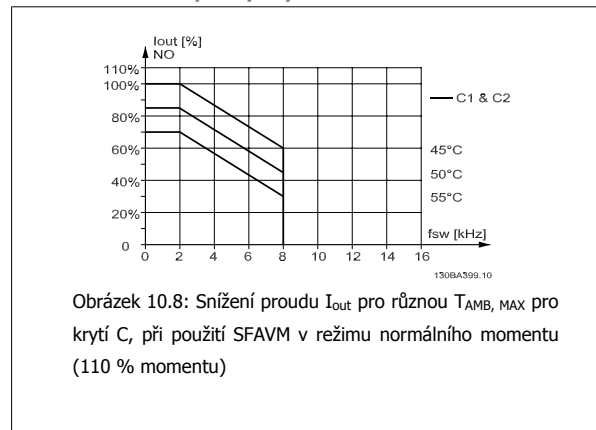 Iout [%]
NO
110%
100%
80%
60%
40%
20%
0
0 2 4 6 8 10 12 14 16
fsw [kHz]
C1 & C2
45°C
50°C
55°C
130BA399.10
Obrázek 10.8: Snížení proudu Iout pro různou TAMB, MAX pro
krytí C, při použití SFAVM v režimu normálního momentu
(110 % momentu)